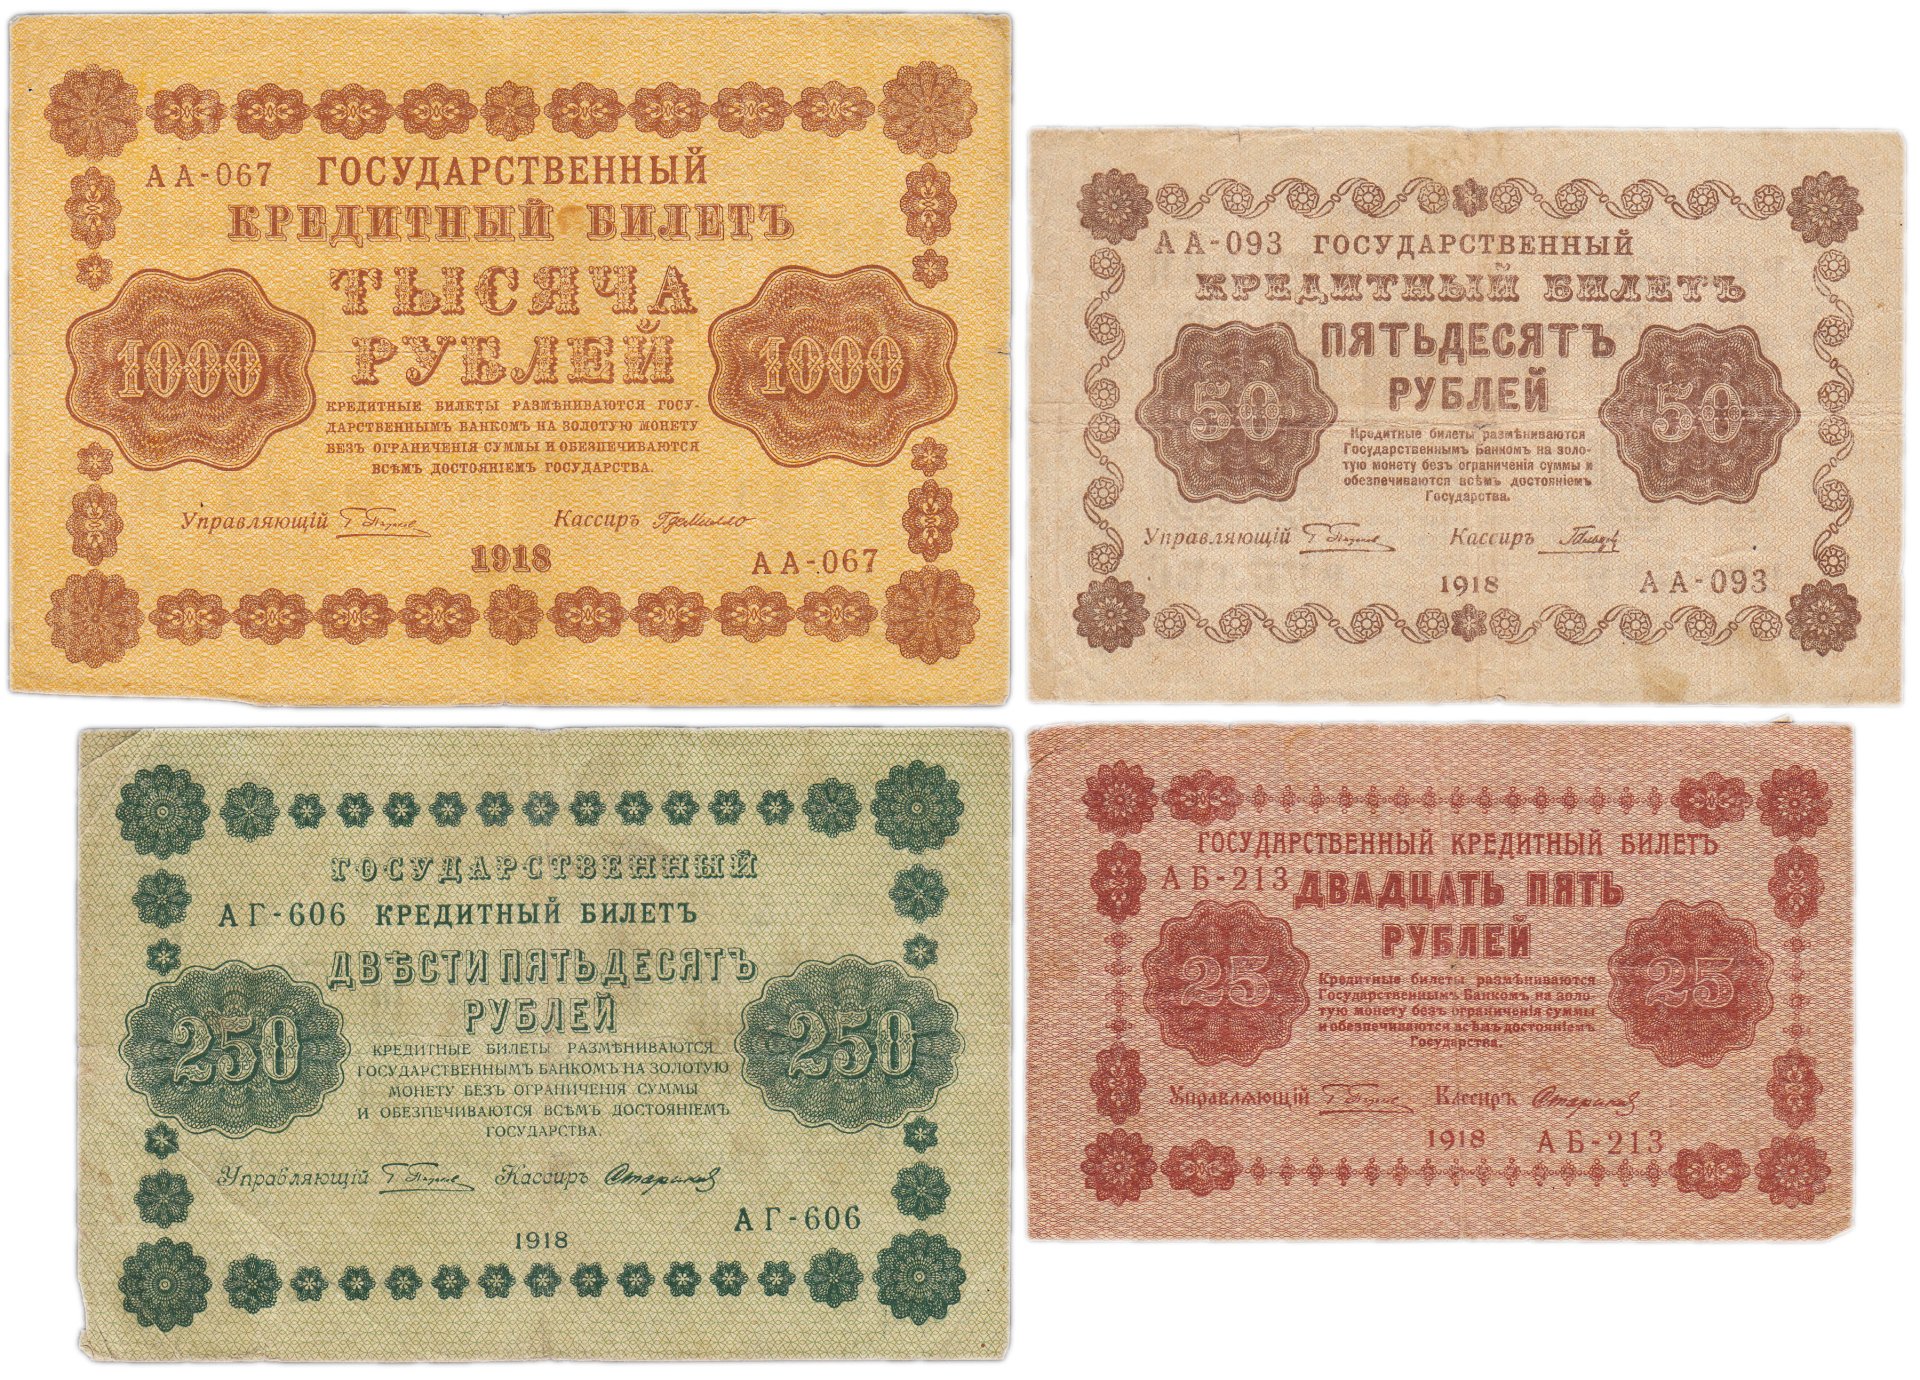 АА-067 ГОСУДАРСТВЕННЫЙ
КРЕДИТНЫЙ БИЛЕТЪ
ТЫСЯЧА
РУБЛЕЙ
1000 1000
КРЕДИТНЫЕ БИЛЕТЫ РАЗМѢНИВАЮТСЯ ГОСУ-
ДАРСТВЕННЫМЪ БАНКОМЪ НА ЗОЛОТУЮ МОНЕТУ
БЕЗЪ ОГРАНИЧЕНІЯ СУММЫ И ОБЕЗПЕЧИВАЮТСЯ
ВСѢМЪ ДОСТОЯНІЕМЪ ГОСУДАРСТВА.
Управляющій Кассиръ
1918 АА-067
АА-093 ГОСУДАРСТВЕННЫЙ
КРЕДИТНЫЙ БИЛЕТЪ
ПЯТЬДЕСЯТЪ
РУБЛЕЙ
50 50
Кредитные билеты размѣниваются
Государственнымъ Банкомъ на золо-
тую монету безъ ограниченія суммы и
обезпечиваются всѣмъ достояніемъ
Государства.
Управляющій Кассиръ
1918 АА-093
ГОСУДАРСТВЕННЫЙ
АГ-606 КРЕДИТНЫЙ БИЛЕТЪ
ДВѢСТИ ПЯТЬДЕСЯТЪ
РУБЛЕЙ
250 250
КРЕДИТНЫЕ БИЛЕТЫ РАЗМѢНИВАЮТСЯ
ГОСУДАРСТВЕННЫМЪ БАНКОМЪ НА ЗОЛОТУЮ
МОНЕТУ БЕЗЪ ОГРАНИЧЕНІЯ СУММЫ
И ОБЕЗПЕЧИВАЮТСЯ ВСѢМЪ ДОСТОЯНІЕМЪ
ГОСУДАРСТВА.
Управляющій Кассиръ
АГ-606
1918
ГОСУДАРСТВЕННЫЙ КРЕДИТНЫЙ БИЛЕТЪ
АБ-213 ДВАДЦАТЬ ПЯТЬ
РУБЛЕЙ
25 25
Кредитные билеты размѣниваются
Государственнымъ Банкомъ на золо-
тую монету безъ ограниченія суммы
и обезпечиваются всѣмъ достояніемъ
Государства.
Управляющій Кассиръ
1918 АБ-213